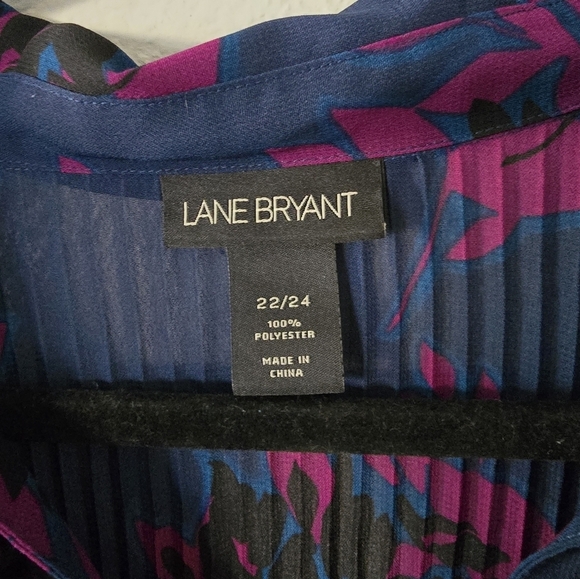 LANE BRYANT
22/24
100%
POLYESTER
MADE IN
CHINA